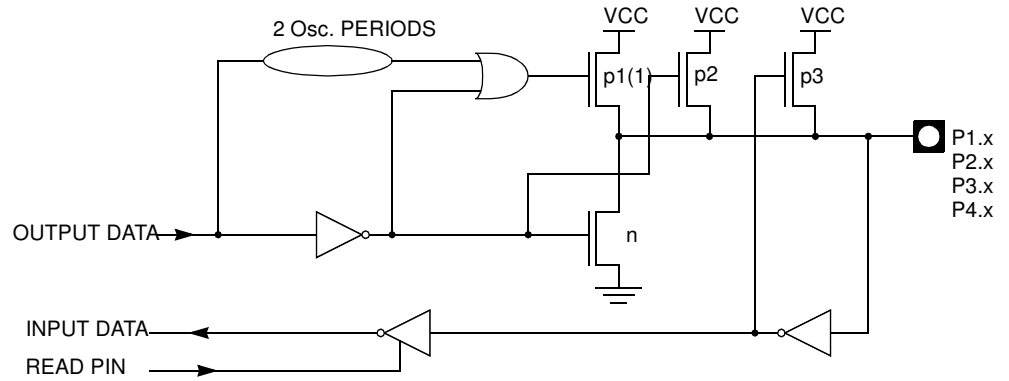 VCC
VCC
VCC
2 Osc. PERIODS
p1(1)
p2
p3
P1.x
P2.x
P3.x
P4.x
OUTPUT DATA
n
INPUT DATA
READ PIN